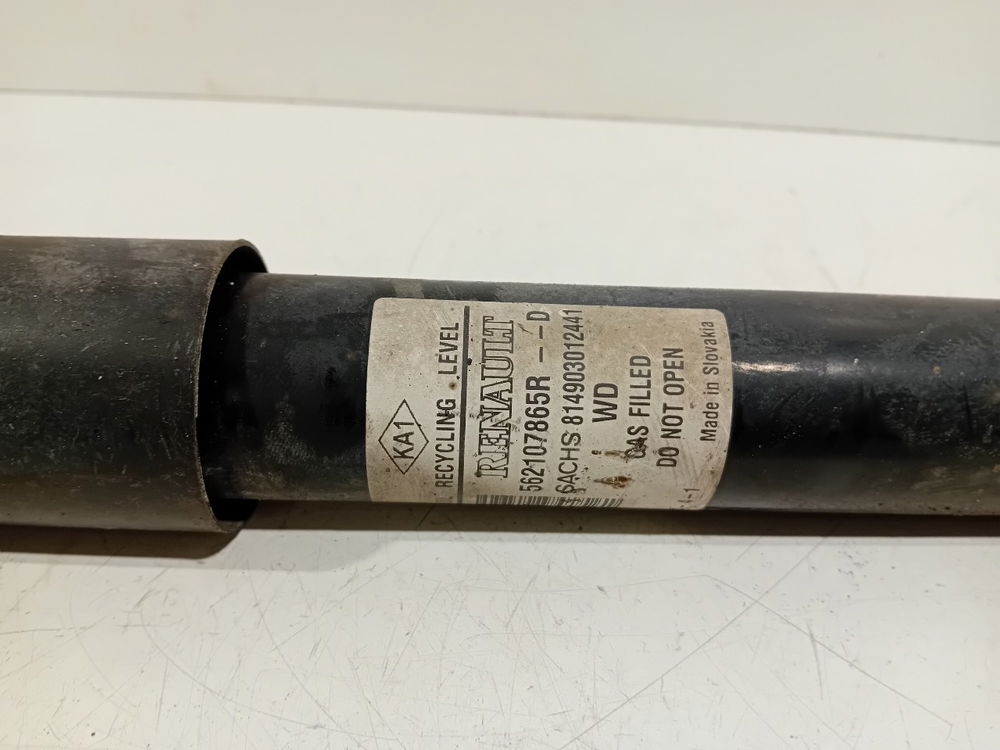 KA1
RECYCLING LEVEL
RENAULT
562107865R - - D
SACHS 814903012441
WD
GAS FILLED
DO NOT OPEN
Made in Slovakia